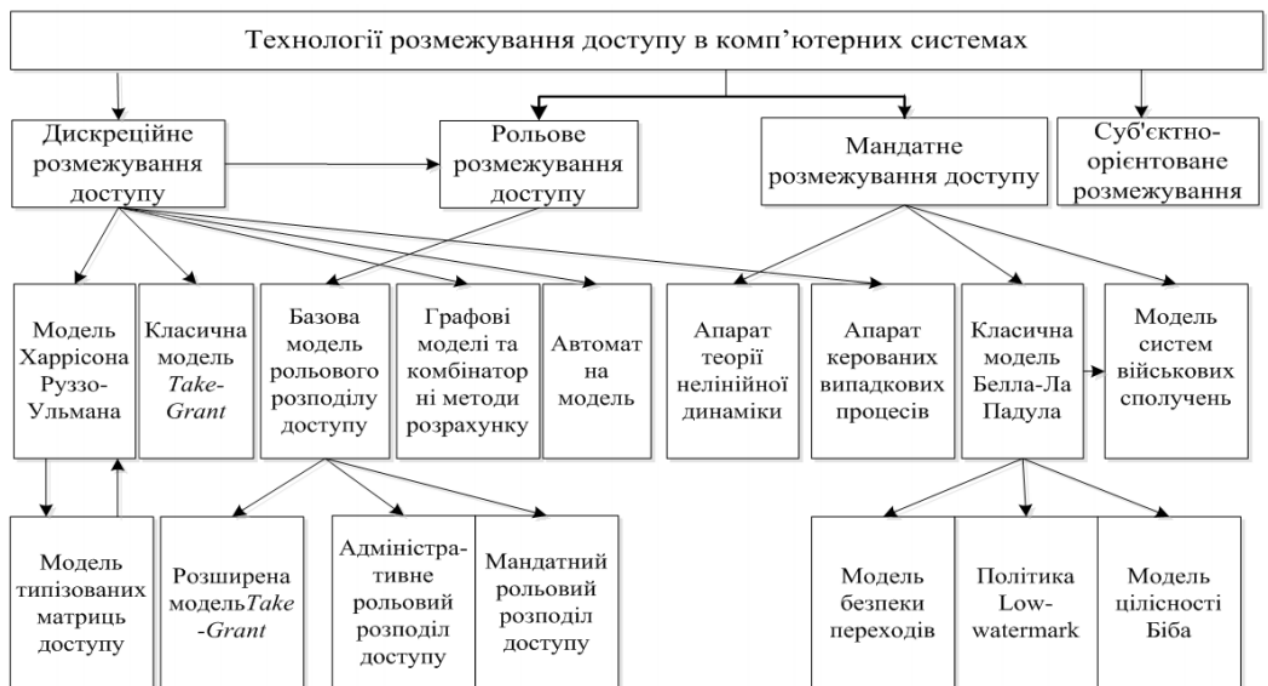 Технології розмежування доступу в комп’ютерних системах
Дискреційне
розмежування
доступу
Рольове
розмежування
доступу
Мандатне
розмежування доступу
Суб'єктно-
орієнтоване
розмежування
Модель
Харрісона
Руззо-
Ульмана
Класична
модель
Take-
Grant
Базова
модель
рольового
розподілу
доступу
Графові
моделі та
комбінатор
ні методи
розрахунку
Автомат
на
модель
Апарат
теорії
нелінійної
динаміки
Апарат
керованих
випадкових
процесів
Класична
модель
Белла-Ла
Падула
Модель
систем
військових
сполучень
Модель
типізованих
матриць
доступу
Розширена
модельTake
-Grant
Адміністра-
тивне
рольовий
розподіл
доступу
Мандатний
рольовий
розподіл
доступу
Модель
безпеки
переходів
Політика
Low-
watermark
Модель
цілісності
Біба